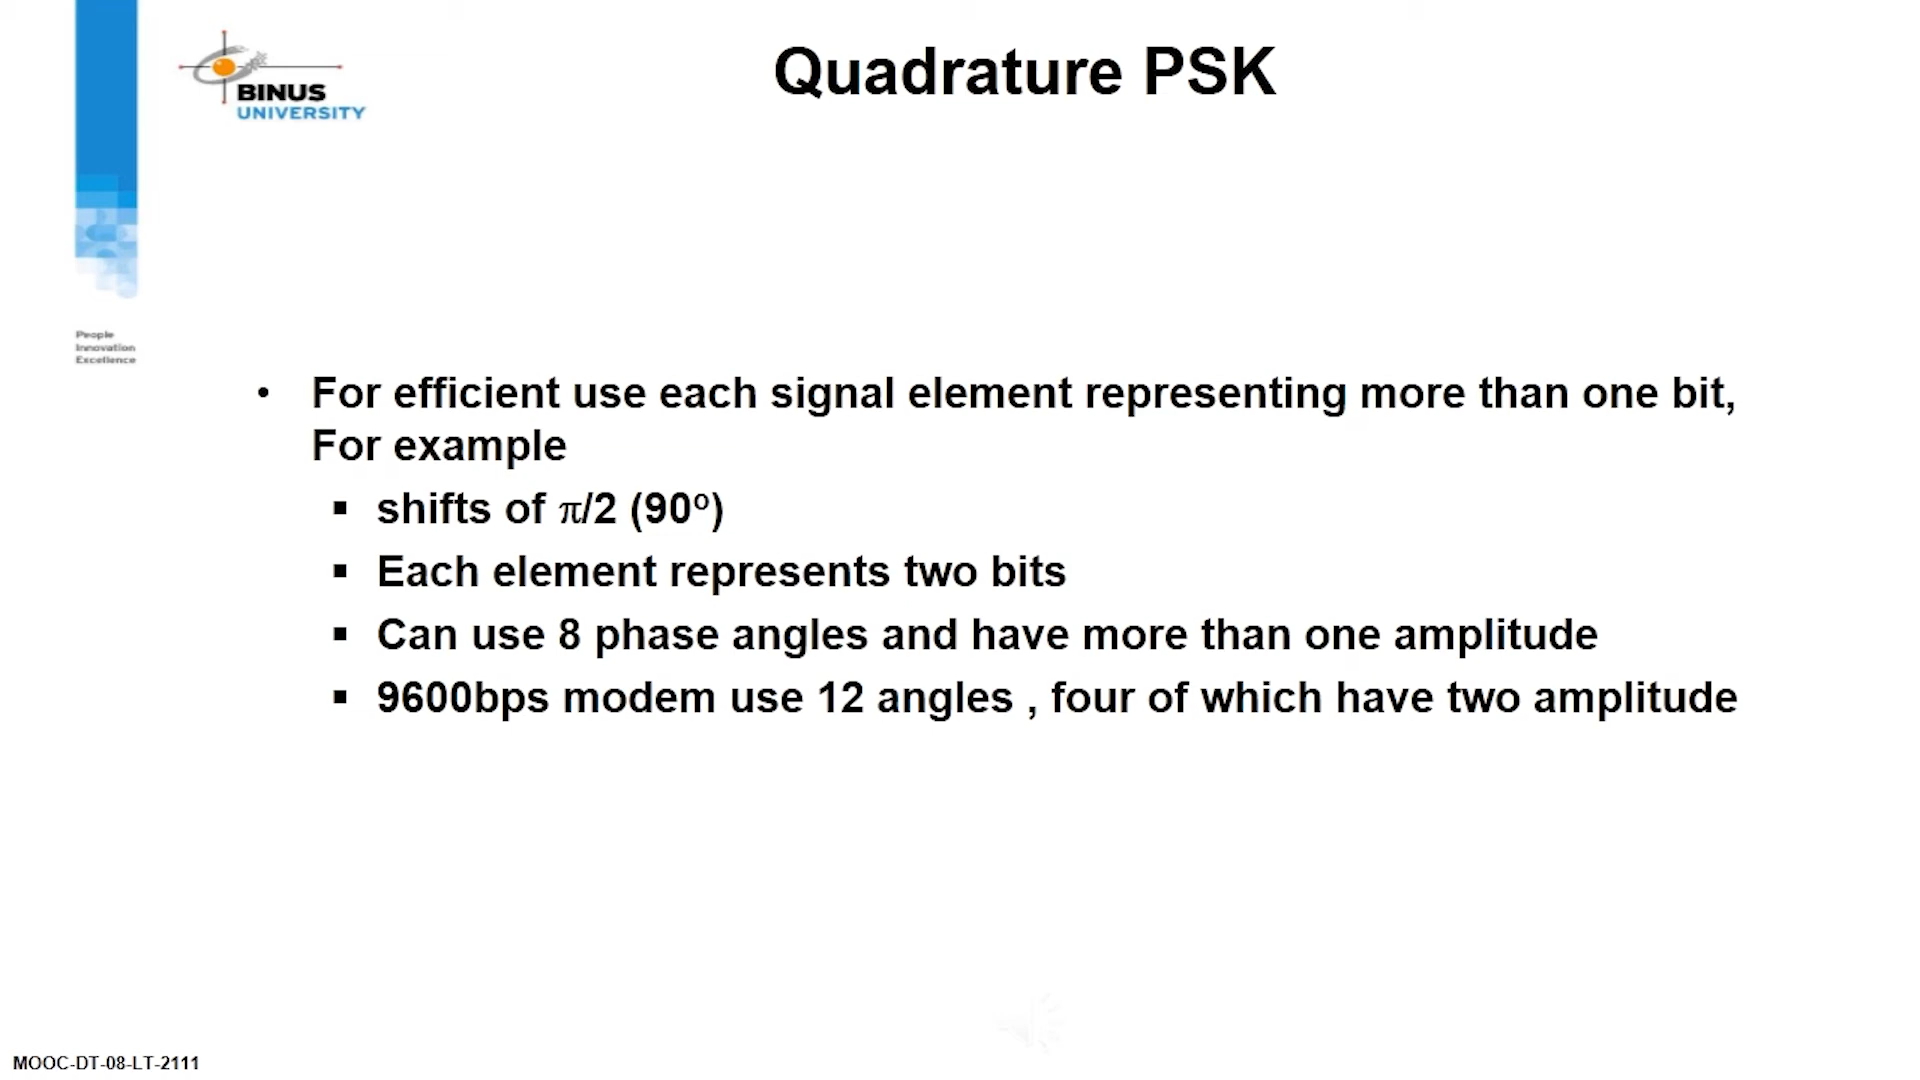 Quadrature PSK
BINUS
UNIVERSITY
People
Innovation
Excellence
• For efficient use each signal element representing more than one bit,
For example
▪ shifts of π/2 (90º)
▪ Each element represents two bits
▪ Can use 8 phase angles and have more than one amplitude
▪ 9600bps modem use 12 angles , four of which have two amplitude
MOOC-DT-08-LT-2111